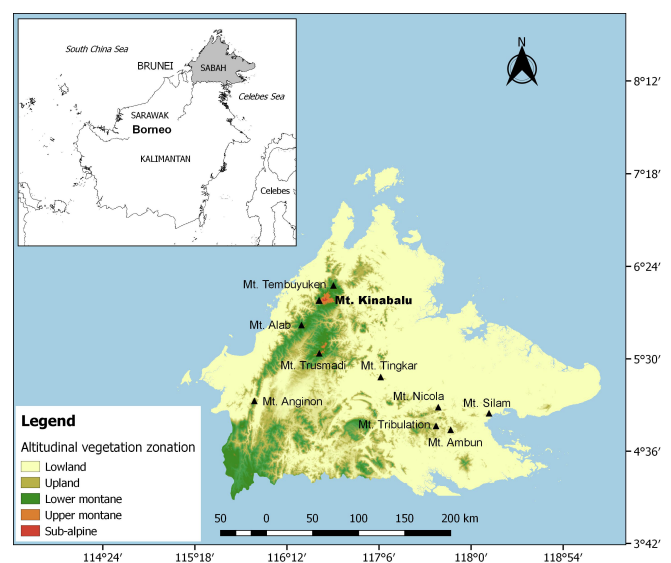 South China Sea
BRUNEI
SABAH
Celebes Sea
SARAWAK
Borneo
KALIMANTAN
Celebes
N
8°12′
7°18′
6°24′
5°30′
4°36′
3°42′
Mt. Tembuyuken
Mt. Kinabalu
Mt. Alab
Mt. Trusmadi
Mt. Tingkar
Mt. Anginon
Mt. Nicola
Mt. Silam
Mt. Tribulation
Mt. Ambun
Legend
Altitudinal vegetation zonation
Lowland
Upland
Lower montane
Upper montane
Sub-alpine
50 0 50 100 150 200 km
114°24′ 115°18′ 116°12′ 117°6′ 118°0′ 118°54′